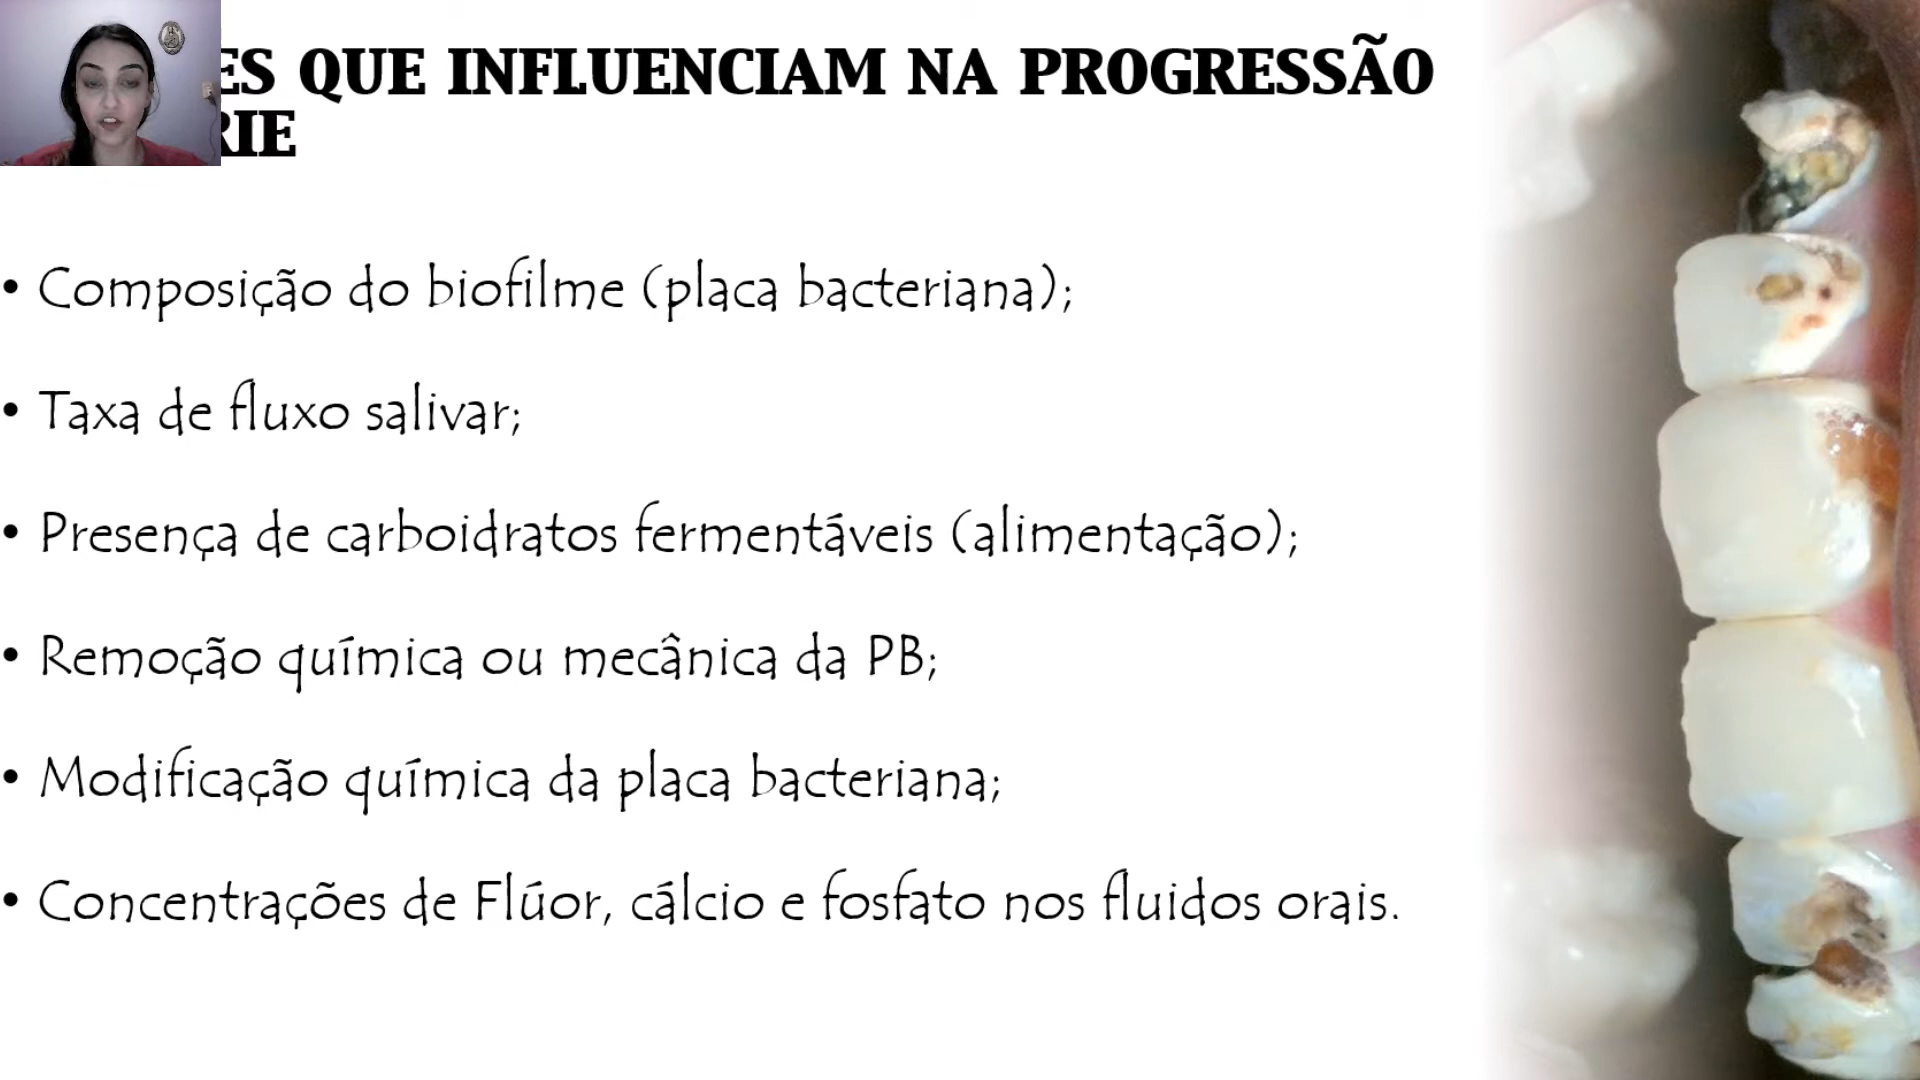 ES QUE INFLUENCIAM NA PROGRESSÃO
RIE
• Composição do biofilme (placa bacteriana);
• Taxa de fluxo salivar;
• Presença de carboidratos fermentáveis (alimentação);
• Remoção química ou mecânica da PB;
• Modificação química da placa bacteriana;
• Concentrações de Flúor, cálcio e fosfato nos fluidos orais.